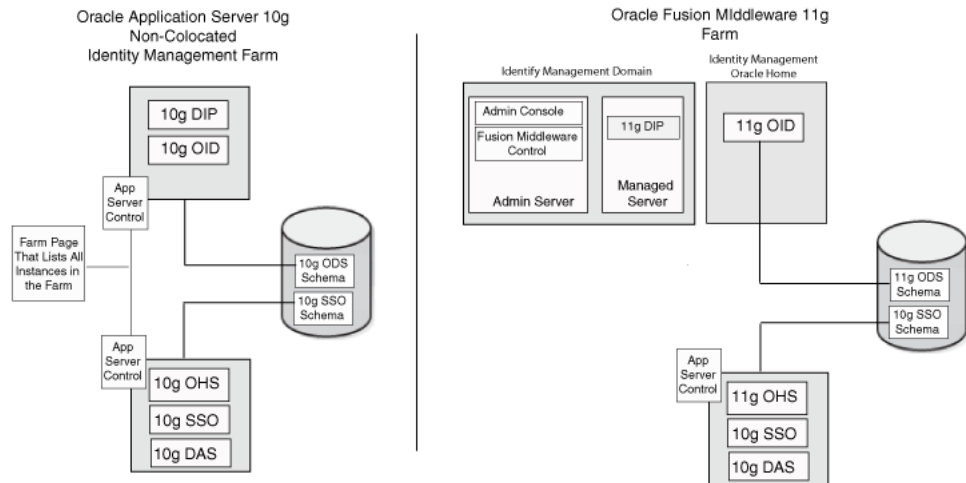 Oracle Application Server 10g
Non-Colocated
Identity Management Farm
10g DIP
10g OID
App
Server
Control
Farm Page
That Lists All
Instances in
the Farm
10g ODS
Schema
10g SSO
Schema
App
Server
Control
10g OHS
10g SSO
10g DAS
Oracle Fusion MIddleware 11g
Farm
Identify Management Domain
Identity Management
Oracle Home
Admin Console
Fusion Middleware
Control
Admin Server
11g DIP
Managed
Server
11g OID
11g ODS
Schema
10g SSO
Schema
App
Server
Control
11g OHS
10g SSO
10g DAS